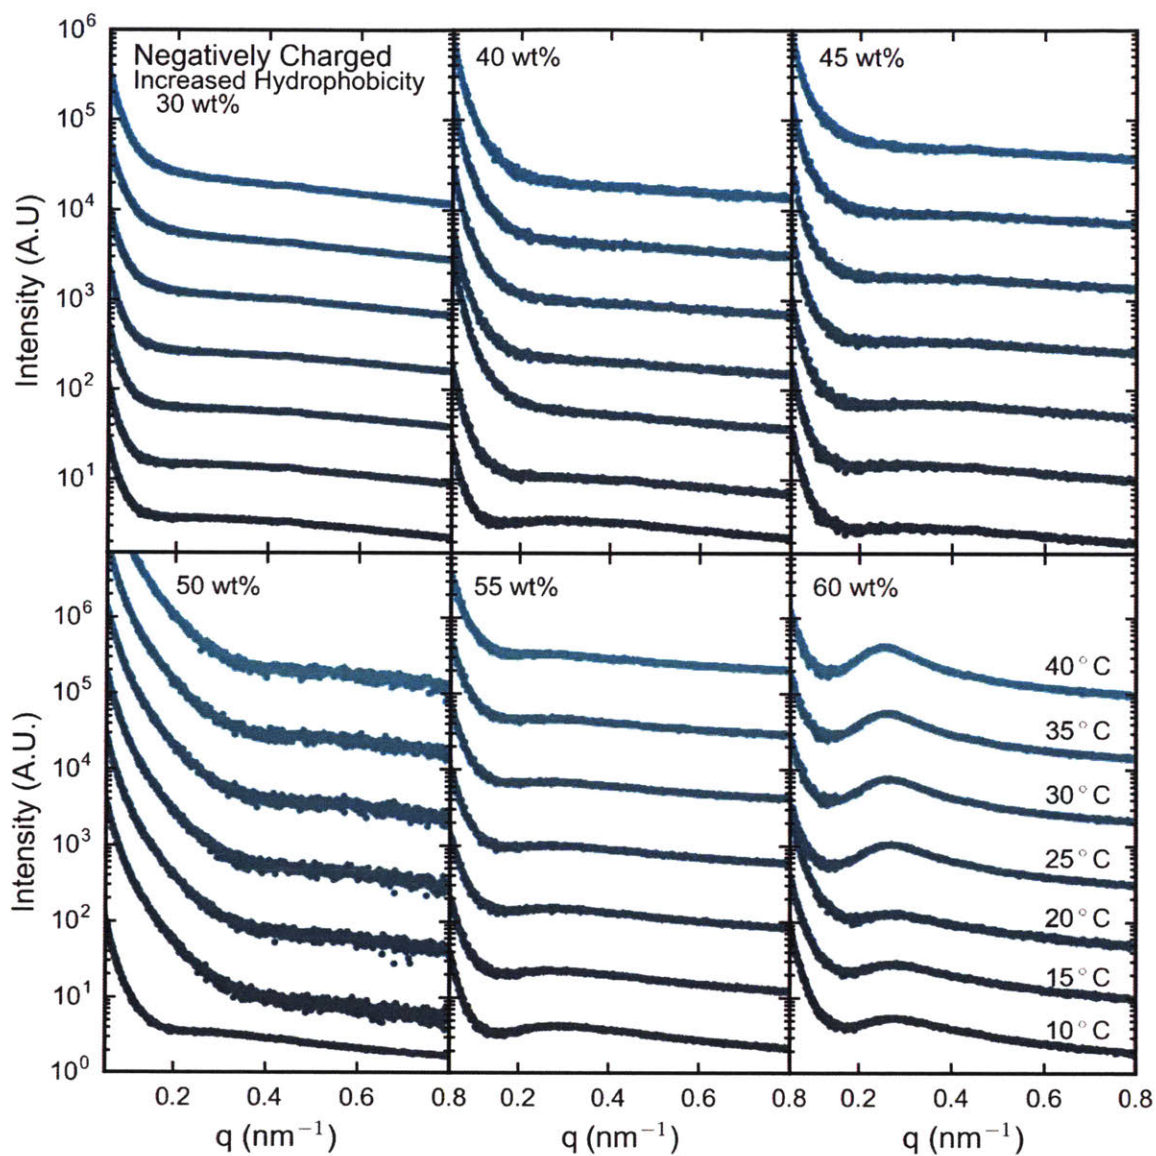 10^6
10^5
10^4
10^3
10^2
10^1
Intensity (A.U)
Negatively Charged
Increased Hydrophobicity
30 wt%
40 wt%
45 wt%
10^6
10^5
10^4
10^3
10^2
10^1
10^0
Intensity (A.U.)
50 wt%
55 wt%
60 wt%
40°C
35°C
30°C
25°C
20°C
15°C
10°C
0.2 0.4 0.6 0.8 0.2 0.4 0.6 0.8 0.2 0.4 0.6 0.8
q (nm⁻¹) q (nm⁻¹) q (nm⁻¹)